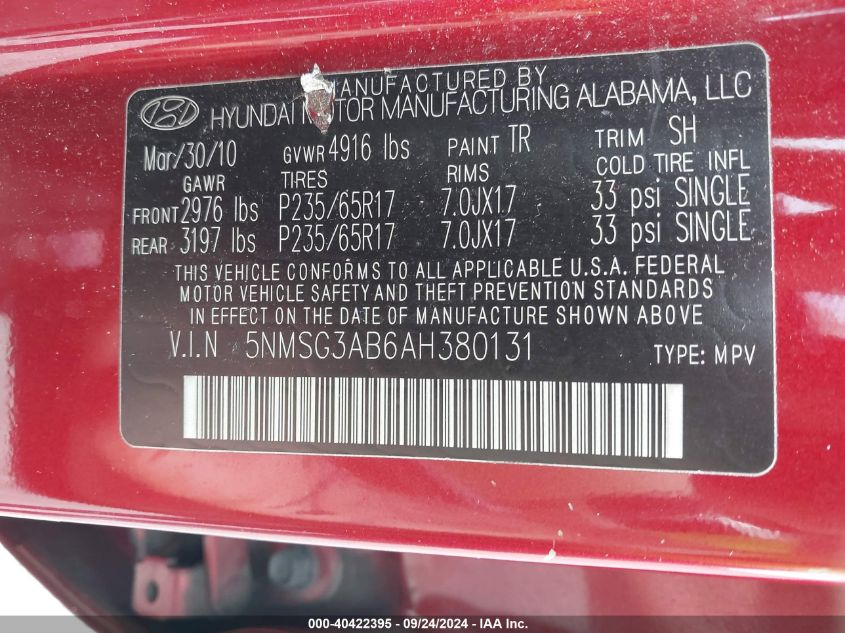 MANUFACTURED BY
HYUNDAI MOTOR MANUFACTURING ALABAMA, LLC
Mar/30/10 GVWR 4916 lbs PAINT TR TRIM SH
GAWR TIRES RIMS COLD TIRE INFL
FRONT 2976 lbs P235/65R17 7.0JX17 33 psi SINGLE
REAR 3197 lbs P235/65R17 7.0JX17 33 psi SINGLE
THIS VEHICLE CONFORMS TO ALL APPLICABLE U.S.A. FEDERAL
MOTOR VEHICLE SAFETY AND THEFT PREVENTION STANDARDS
IN EFFECT ON THE DATE OF MANUFACTURE SHOWN ABOVE
V.I.N 5NMSG3AB6AH380131 TYPE: MPV
000-40422395 - 09/24/2024 - IAA Inc.